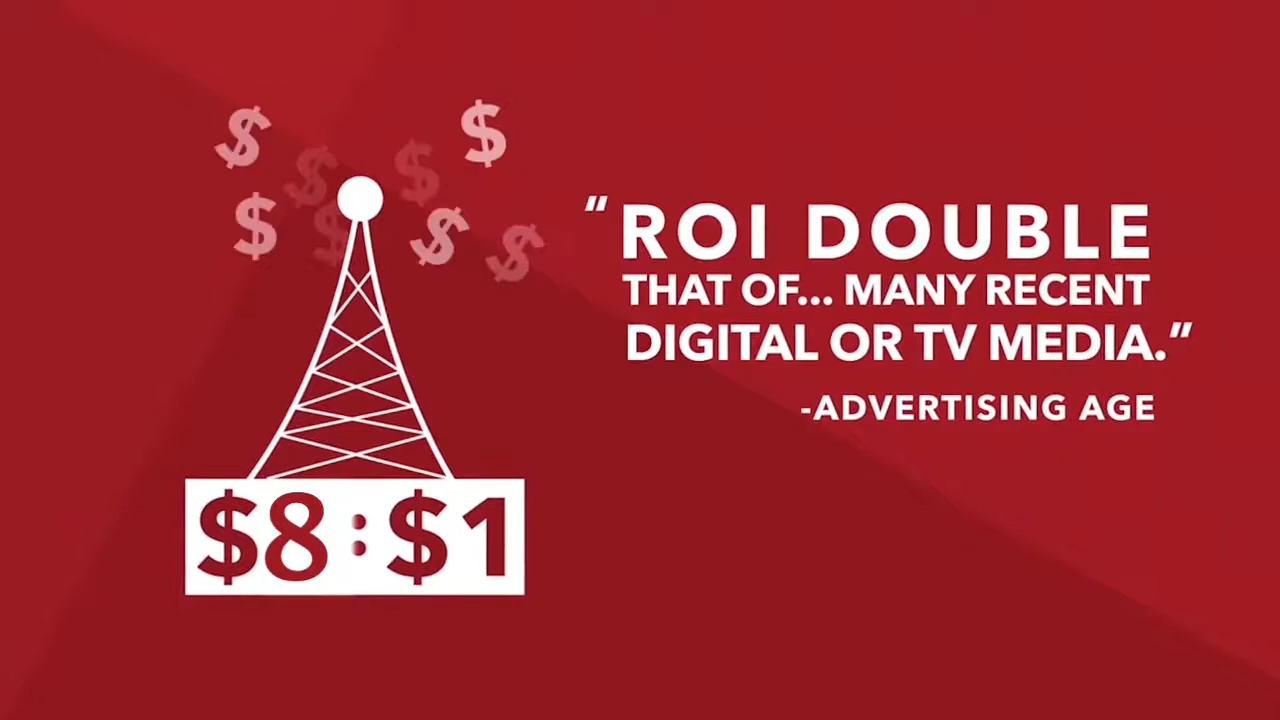 “ROI DOUBLE
THAT OF... MANY RECENT
DIGITAL OR TV MEDIA.”
-ADVERTISING AGE
$8:$1